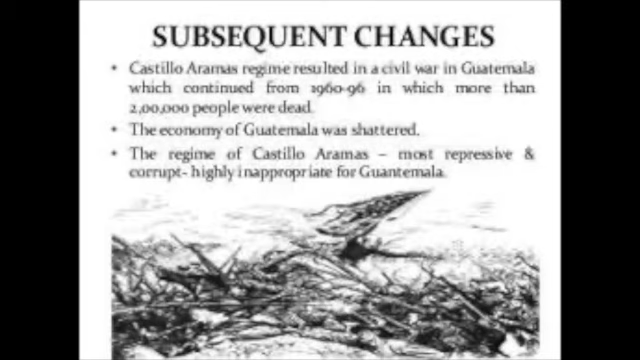 SUBSEQUENT CHANGES
• Castillo Aramas regime resulted in a civil war in Guatemala
which continued from 1960-96 in which more than
2,00,000 people were dead.
• The economy of Guatemala was shattered.
• The regime of Castillo Aramas – most repressive &
corrupt- highly inappropriate for Guantemala.